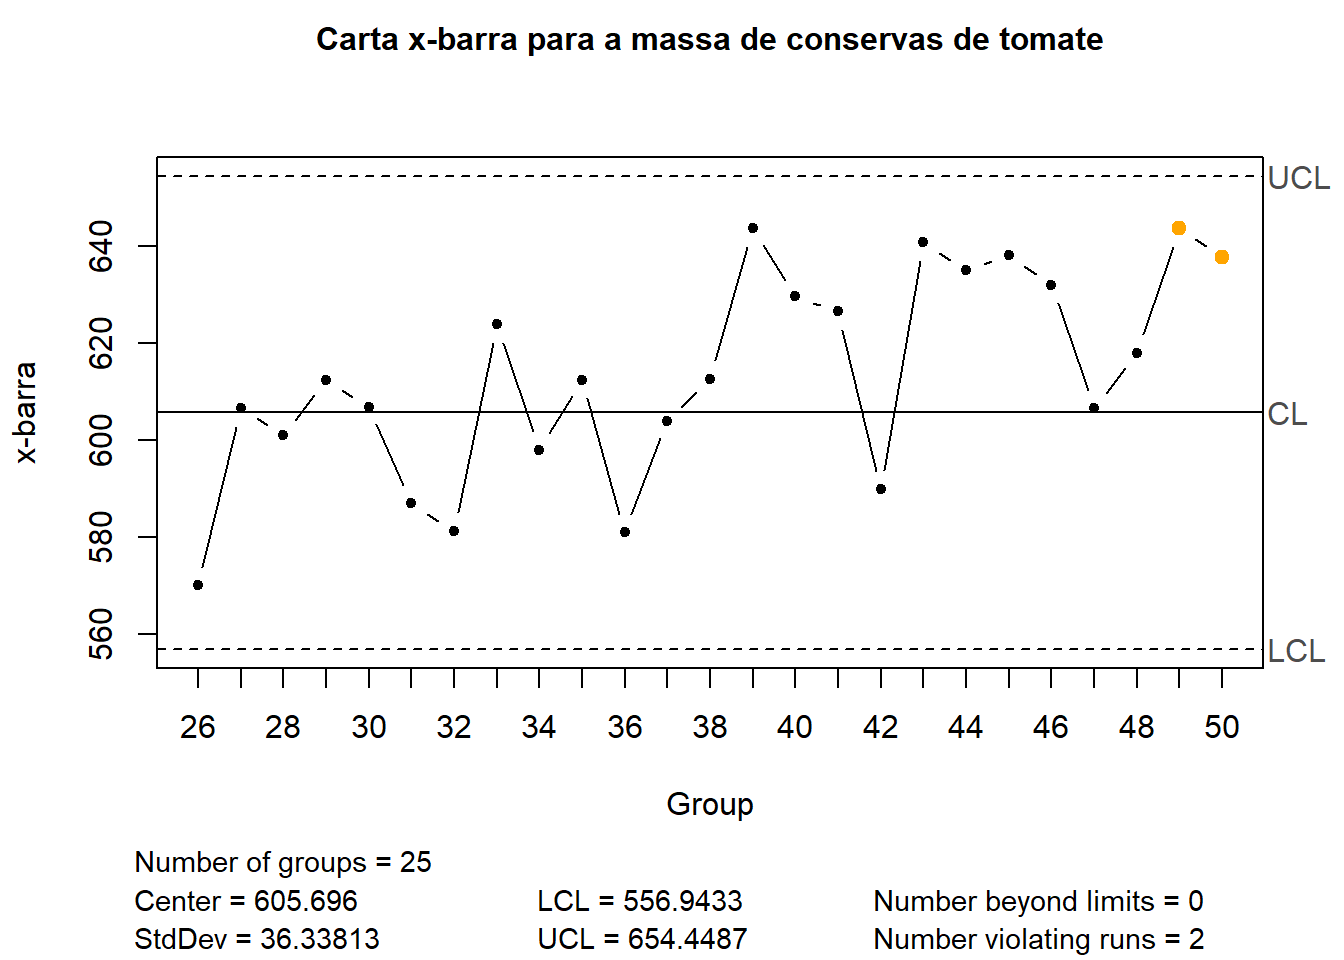 Carta x-barra para a massa de conservas de tomate
x-barra
640
620
600
580
560
UCL
CL
LCL
26 28 30 32 34 36 38 40 42 44 46 48 50
Group
Number of groups = 25
Center = 605.696 LCL = 556.9433 Number beyond limits = 0
StdDev = 36.33813 UCL = 654.4487 Number violating runs = 2